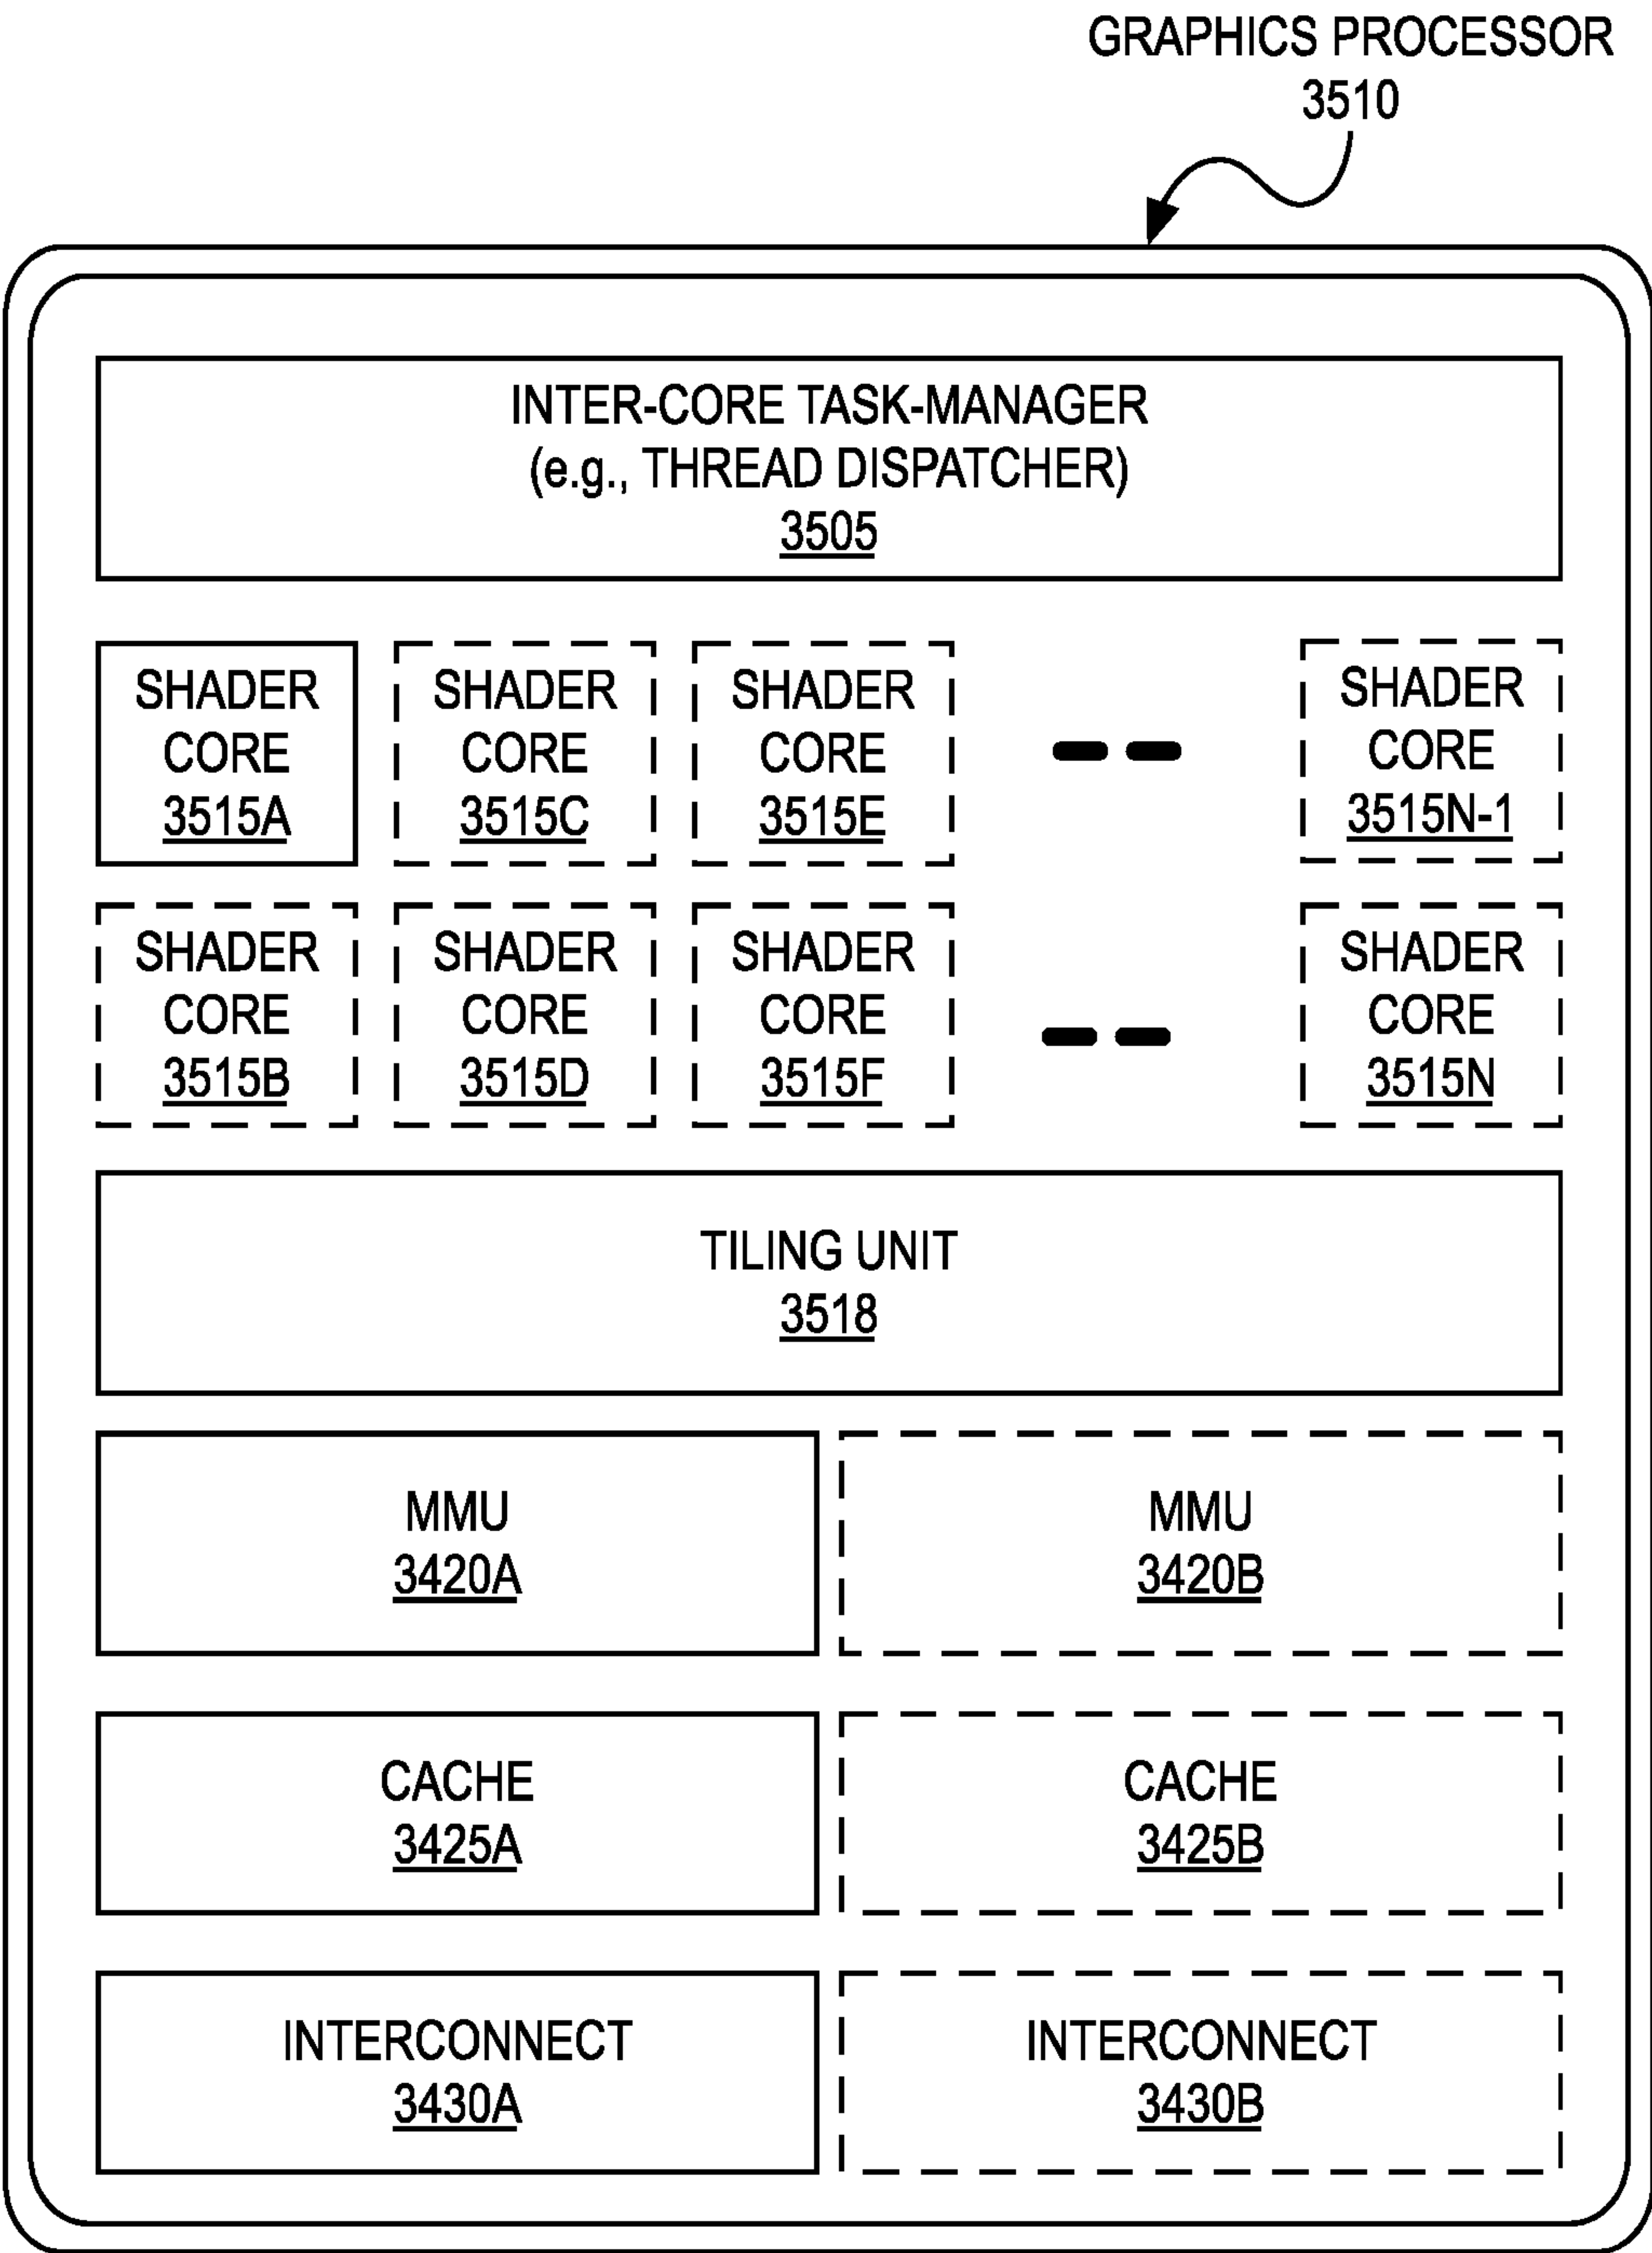 GRAPHICS PROCESSOR
3510
INTER-CORE TASK-MANAGER
(e.g., THREAD DISPATCHER)
3505
SHADER
CORE
3515A
SHADER
CORE
3515C
SHADER
CORE
3515E
SHADER
CORE
3515N-1
SHADER
CORE
3515B
SHADER
CORE
3515D
SHADER
CORE
3515F
SHADER
CORE
3515N
TILING UNIT
3518
MMU
3420A
MMU
3420B
CACHE
3425A
CACHE
3425B
INTERCONNECT
3430A
INTERCONNECT
3430B